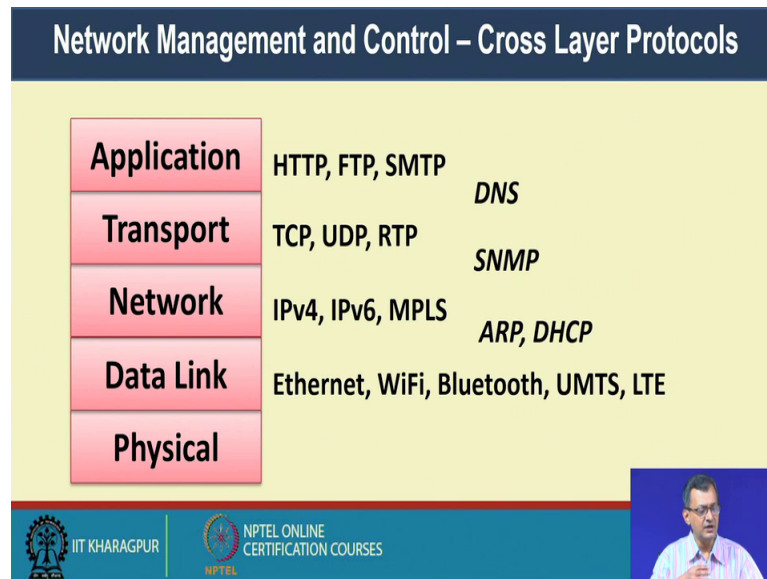 Network Management and Control – Cross Layer Protocols
Application
HTTP, FTP, SMTP
DNS
Transport
TCP, UDP, RTP
SNMP
Network
IPv4, IPv6, MPLS
ARP, DHCP
Data Link
Ethernet, WiFi, Bluetooth, UMTS, LTE
Physical
IIT KHARAGPUR
NPTEL
NPTEL ONLINE
CERTIFICATION COURSES